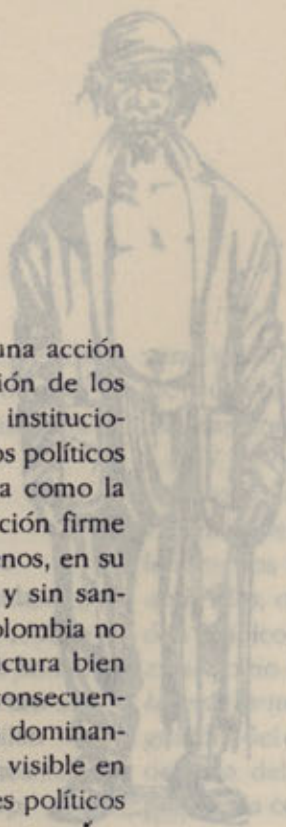 una acción
ión de los
institucio-
os políticos
a como la
ción firme
enos, en su
y sin san-
olombia no
ctura bien
onsecuen-
dominan-
visible en
es políticos